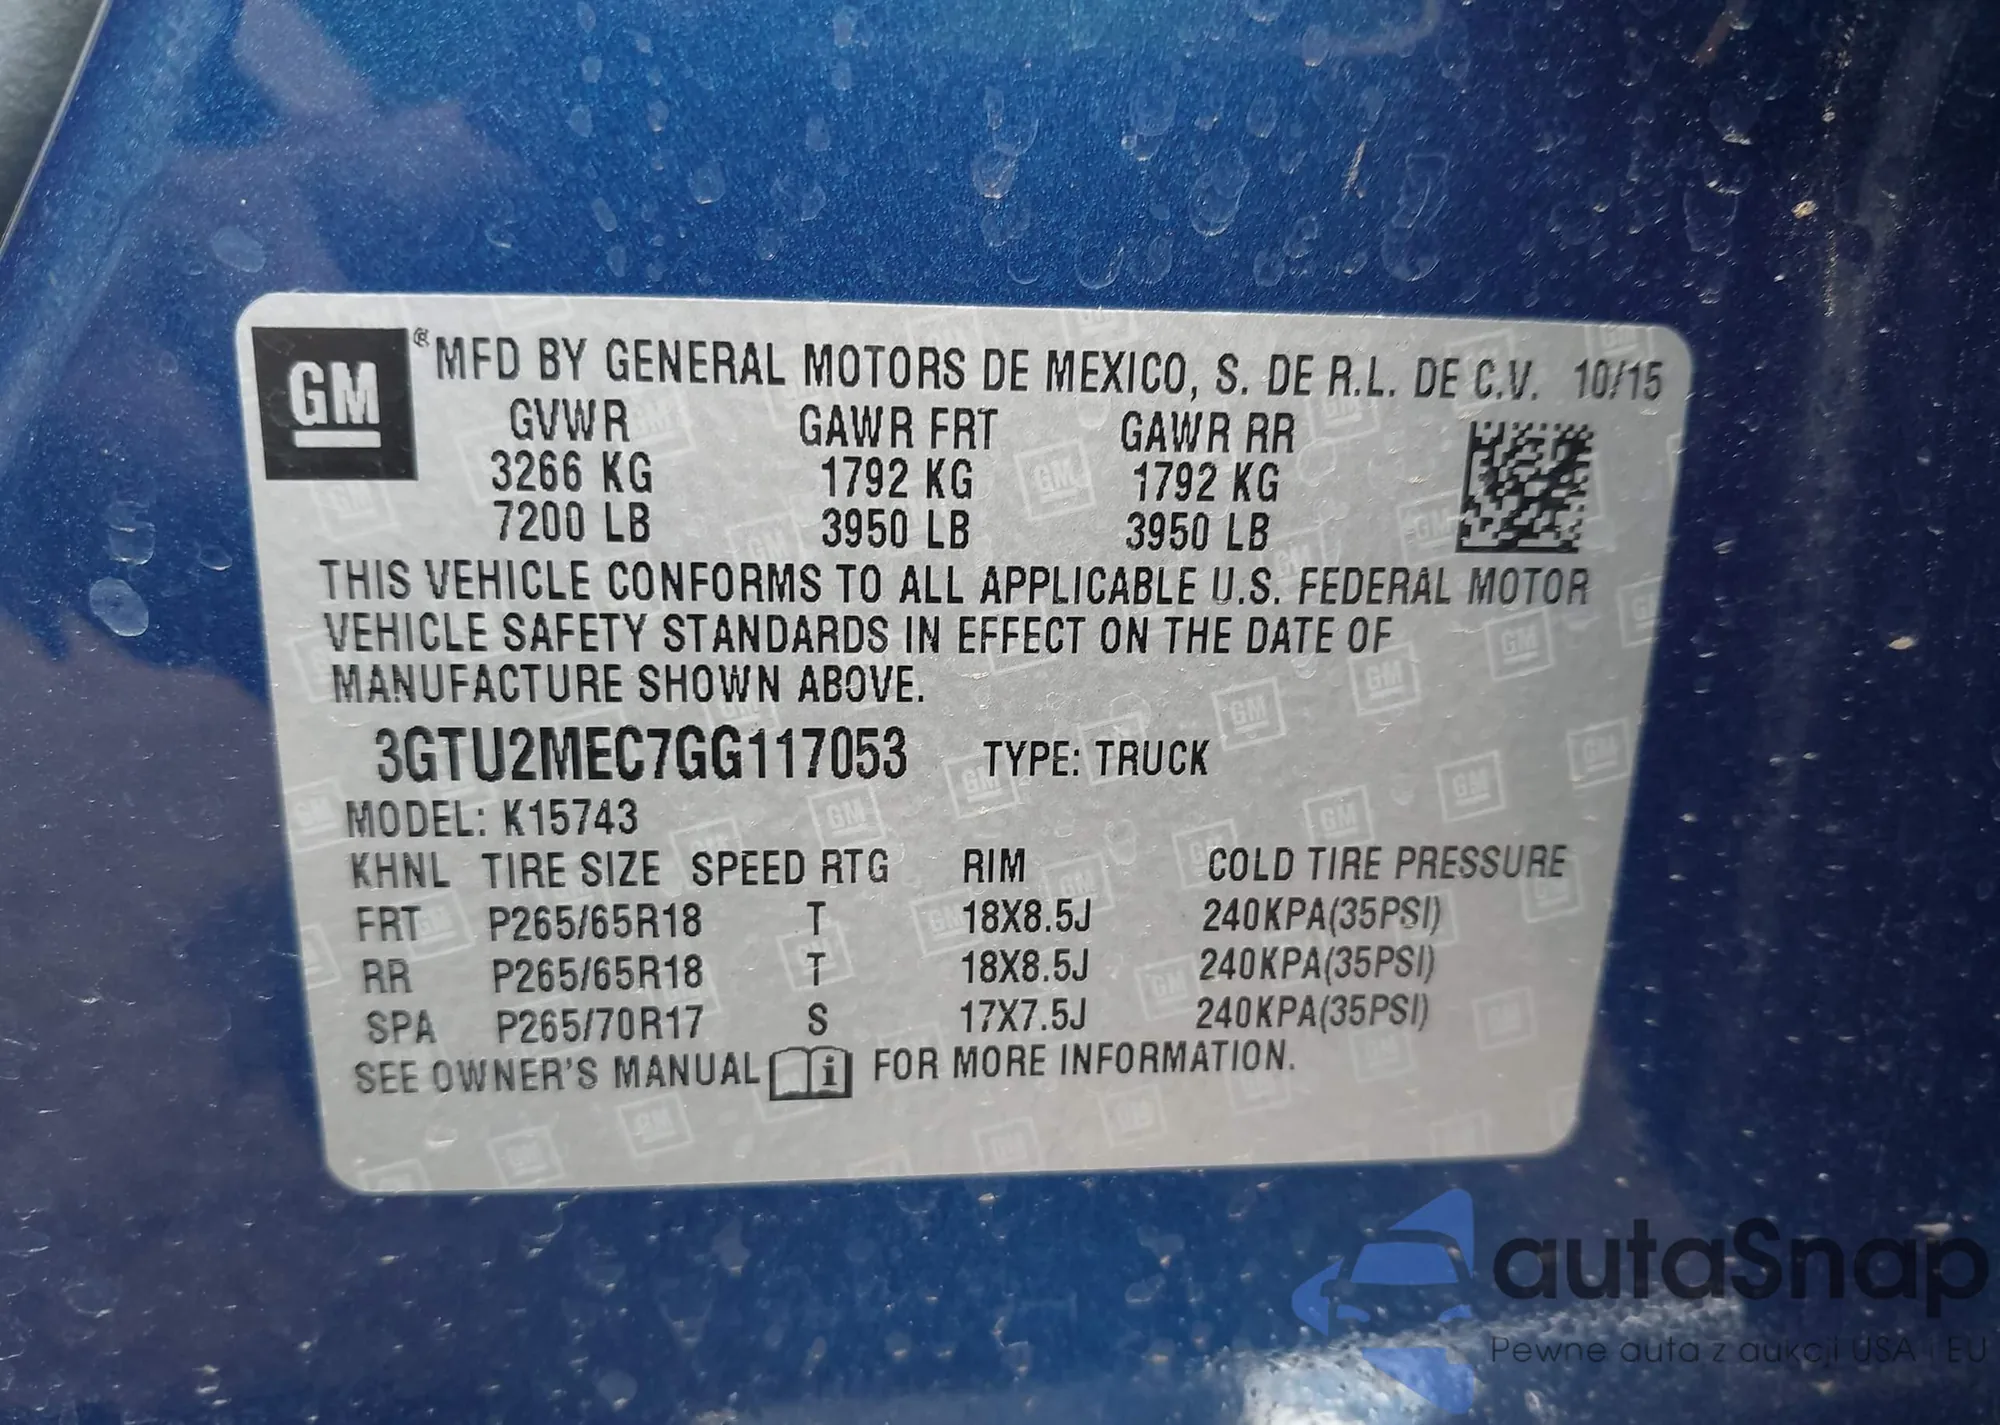 GM ® MFD BY GENERAL MOTORS DE MEXICO, S. DE R.L. DE C.V. 10/15
GVWR GAWR FRT GAWR RR
3266 KG 1792 KG 1792 KG
7200 LB 3950 LB 3950 LB
THIS VEHICLE CONFORMS TO ALL APPLICABLE U.S. FEDERAL MOTOR
VEHICLE SAFETY STANDARDS IN EFFECT ON THE DATE OF
MANUFACTURE SHOWN ABOVE.
3GTU2MEC7GG117053 TYPE: TRUCK
MODEL: K15743
KHNL TIRE SIZE SPEED RTG RIM COLD TIRE PRESSURE
FRT P265/65R18 T 18X8.5J 240KPA(35PSI)
RR P265/65R18 T 18X8.5J 240KPA(35PSI)
SPA P265/70R17 S 17X7.5J 240KPA(35PSI)
SEE OWNER'S MANUAL i FOR MORE INFORMATION.
autaSnap
Pewne auta z aukcji USA i EU